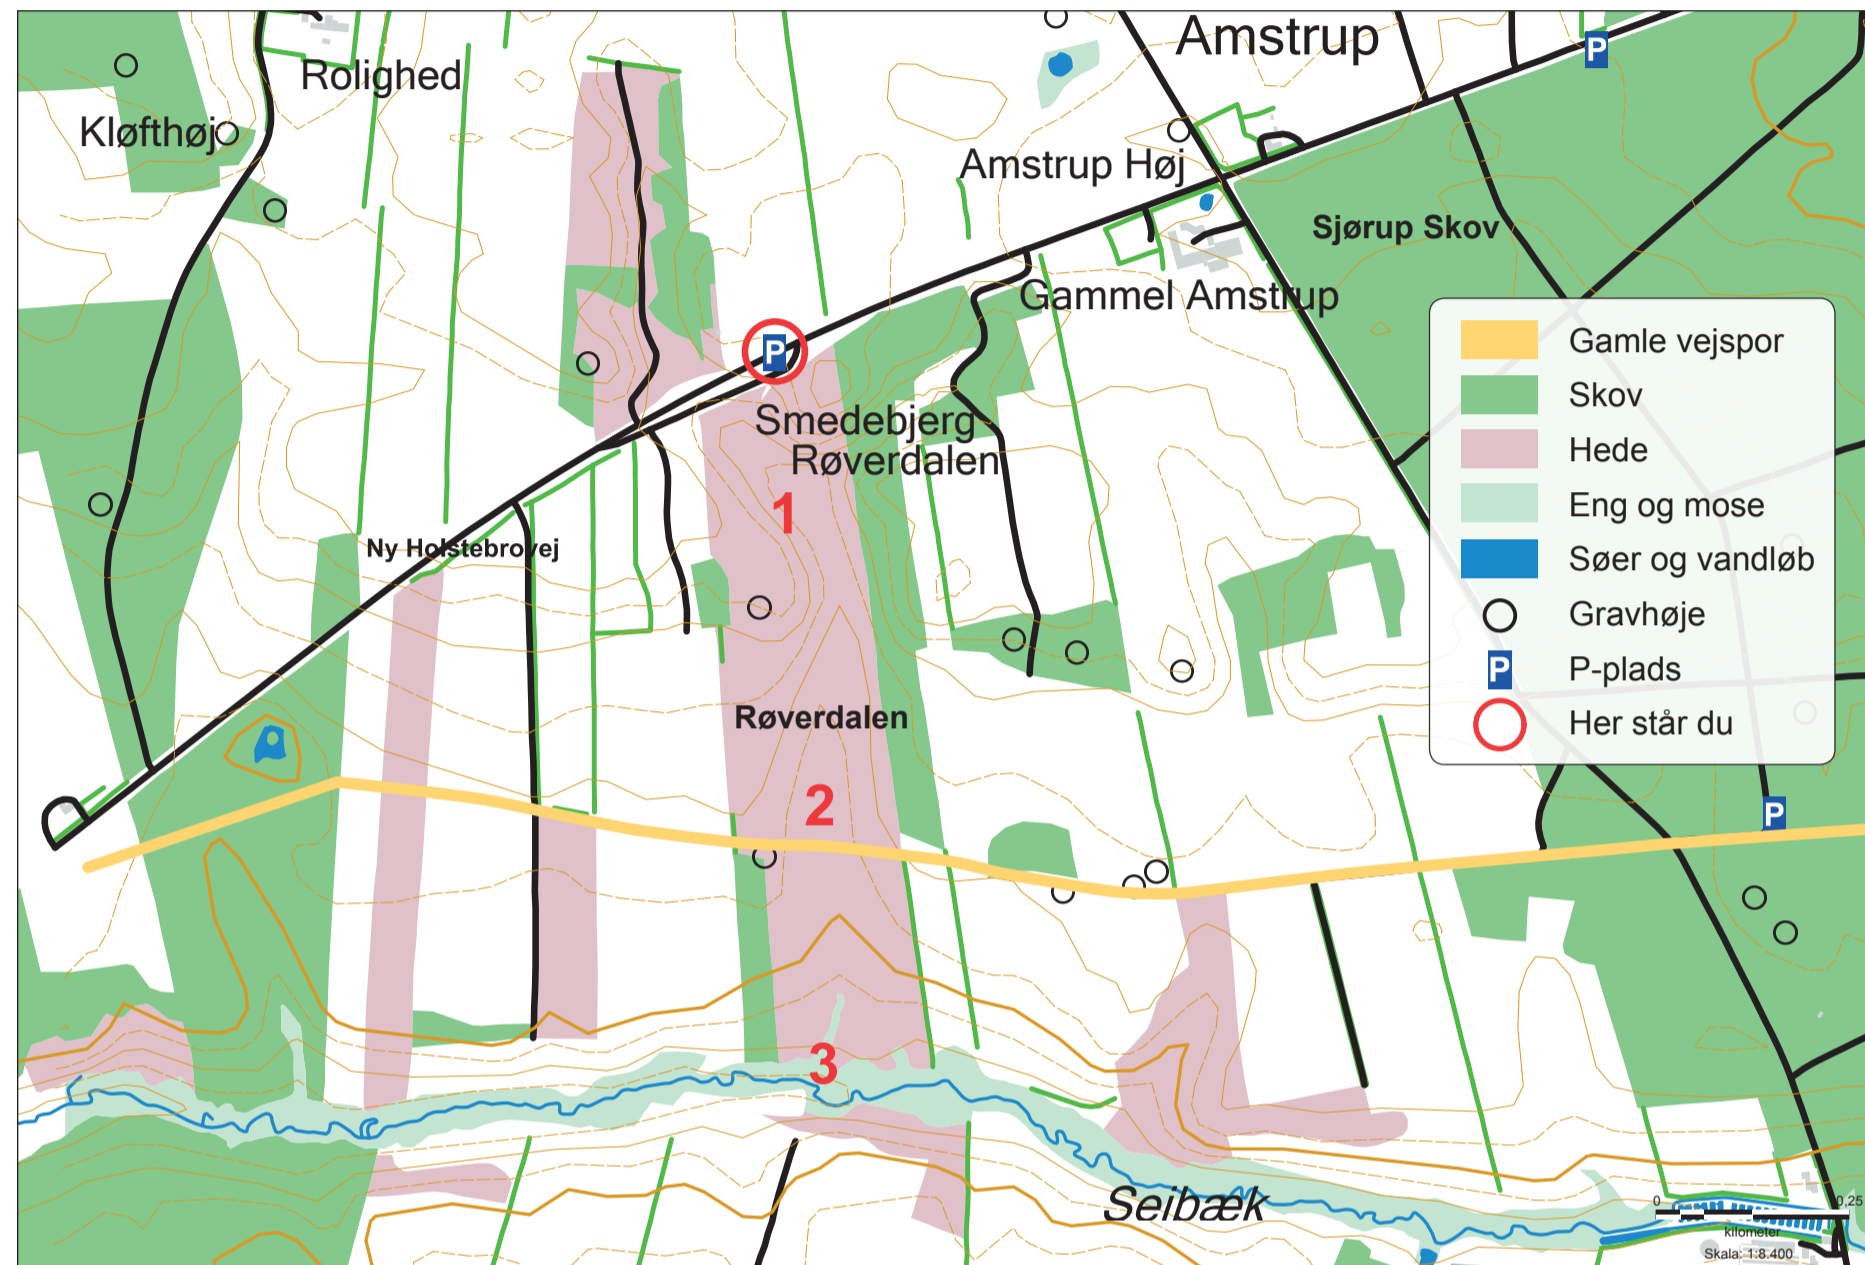 Amstrup
P
Rolighed
Kløfthøj
Amstrup Høj
Sjørup Skov
Gammel Amstrup
P
Smedebjerg
Røverdalen
1
Ny Holstebrovej
Røverdalen
2
3
Seibæk
Gamle vejspor
Skov
Hede
Eng og mose
Søer og vandløb
Gravhøje
P P-plads
Her står du
P
0 0,25
kilometer
Skala: 1:8.400